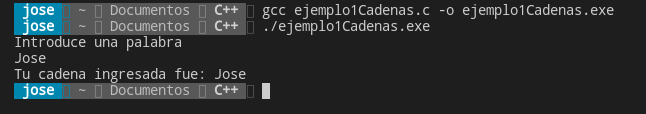 jose ~ Documentos C++ gcc ejemplo1Cadenas.c -o ejemplo1Cadenas.exe
jose ~ Documentos C++ ./ejemplo1Cadenas.exe
Introduce una palabra
Jose
Tu cadena ingresada fue: Jose
jose ~ Documentos C++